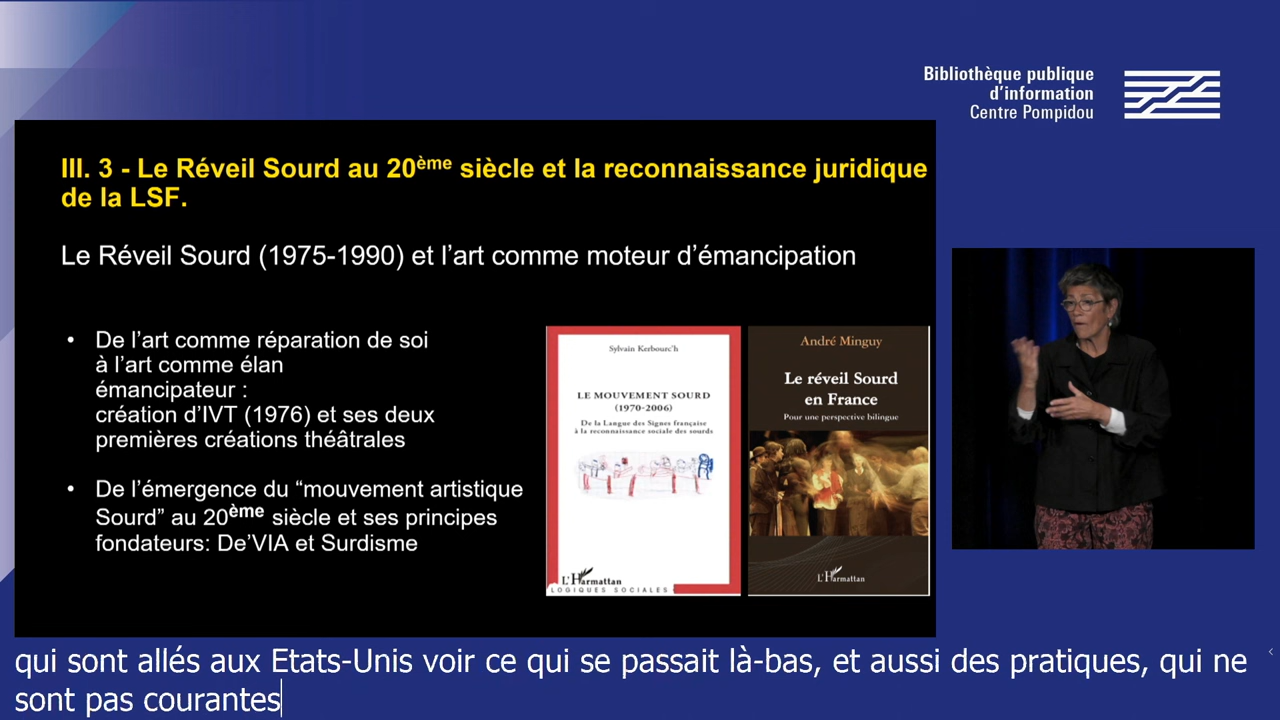 Bibliothèque publique
d'information
Centre Pompidou
III. 3 - Le Réveil Sourd au 20ème siècle et la reconnaissance juridique
de la LSF.
Le Réveil Sourd (1975-1990) et l'art comme moteur d'émancipation
• De l'art comme réparation de soi
à l'art comme élan
émancipateur :
création d'IVT (1976) et ses deux
premières créations théâtrales
• De l'émergence du “mouvement artistique
Sourd” au 20ème siècle et ses principes
fondateurs: De'VIA et Surdisme
Sylvain Kerbourc'h
LE MOUVEMENT SOURD
(1970-2006)
De la Langue des Signes française
à la reconnaissance sociale des sourds
L'Harmattan
LOGIQUES SOCIALES
André Minguy
Le réveil Sourd
en France
Pour une perspective bilingue
L'Harmattan
qui sont allés aux Etats-Unis voir ce qui se passait là-bas, et aussi des pratiques, qui ne
sont pas courantes